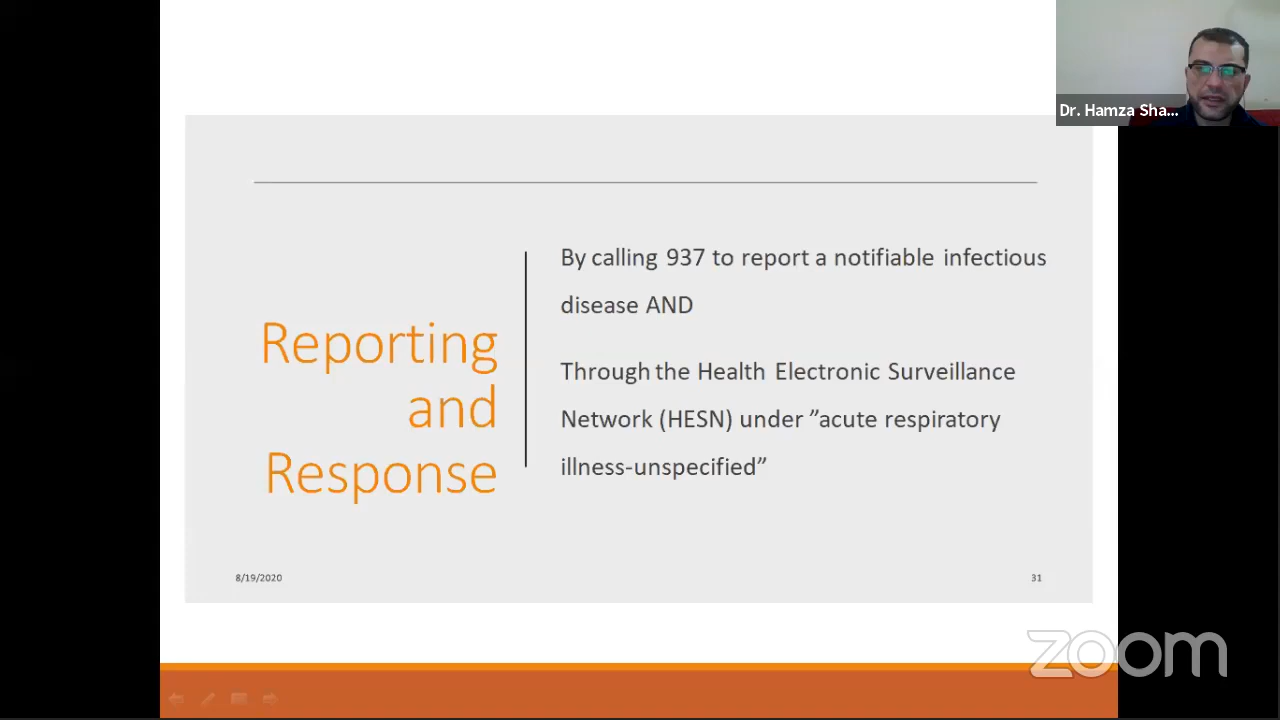 Dr. Hamza Sha...
By calling 937 to report a notifiable infectious
disease AND
Through the Health Electronic Surveillance
Network (HESN) under ”acute respiratory
illness-unspecified”
Reporting
and
Response
8/19/2020
31
zoom